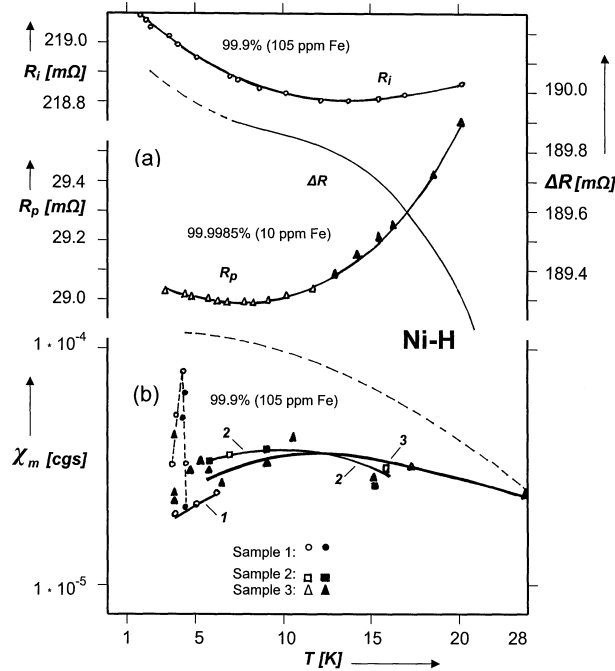 219.0
99.9% (105 ppm Fe)
R_i [mΩ]
R_i
218.8
190.0
(a)
189.8
29.4
ΔR
ΔR [mΩ]
R_p
[mΩ]
99.9985% (10 ppm Fe)
189.6
29.2
R_p
189.4
29.0
Ni-H
1 * 10⁻⁴
(b)
99.9% (105 ppm Fe)
χ_m [cgs]
2
3
2
1
Sample 1:
Sample 2:
Sample 3:
1 * 10⁻⁵
1 5 10 15 20 28
T [K]